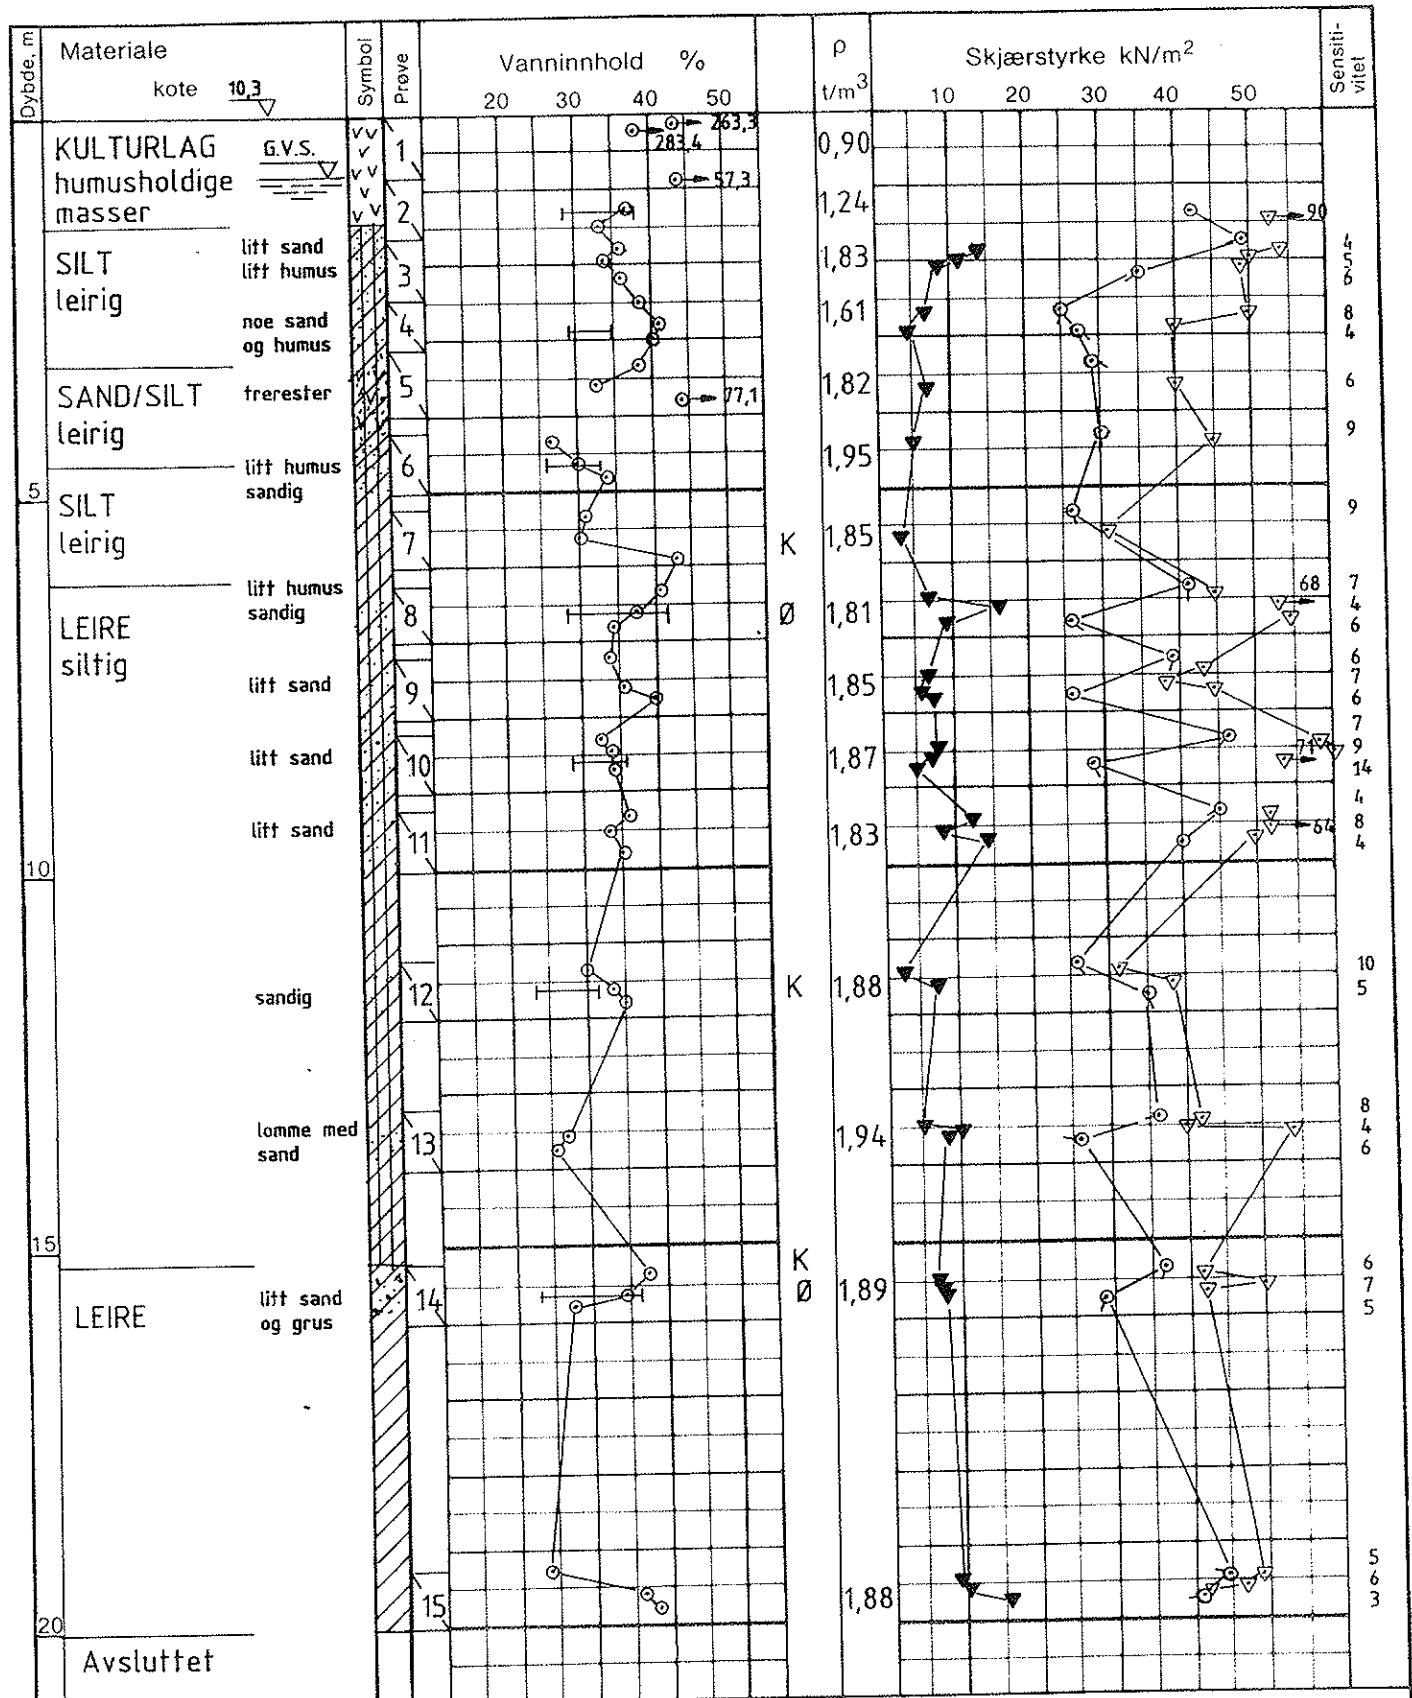 Dybde, m
Materiale
kote 10,3
Symbol
Prøve
Vanninnhold %
20 30 40 50
ρ
t/m³
Skjærstyrke kN/m²
10 20 30 40 50
Sensiti-
vitet
KULTURLAG G.V.S.
humusholdige
masser
1
263,3
283,4
0,90
57,3
2
1,24
90
SILT
leirig
litt sand
litt humus
3
1,83
4
5
6
noe sand
og humus
4
1,61
8
4
SAND/SILT
leirig
trerester
5
77,1
1,82
6
9
litt humus
sandig
6
1,95
5
SILT
leirig
7
K
1,85
9
LEIRE
siltig
litt humus
sandig
8
Ø
1,81
68
7
4
6
litt sand
9
1,85
6
7
6
litt sand
10
1,87
71
7
9
14
litt sand
11
1,83
64
4
8
4
10
sandig
12
K
1,88
10
5
lomme med
sand
13
1,94
8
4
6
15
LEIRE
litt sand
og grus
14
K
Ø
1,89
6
7
5
15
1,88
5
6
3
20
Avsluttet